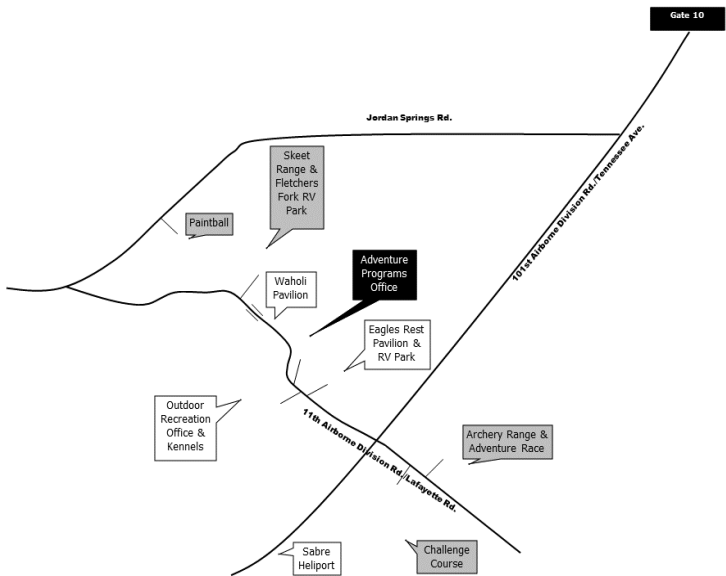 Gate 10
Jordan Springs Rd.
101st Airborne Division Rd./Tennessee Ave.
Skeet
Range &
Fletchers
Fork RV
Park
Paintball
Adventure
Programs
Office
Waholi
Pavilion
Eagles Rest
Pavilion &
RV Park
Outdoor
Recreation
Office &
Kennels
11th Airborne Division Rd./Lafayette Rd.
Archery Range &
Adventure Race
Sabre
Heliport
Challenge
Course